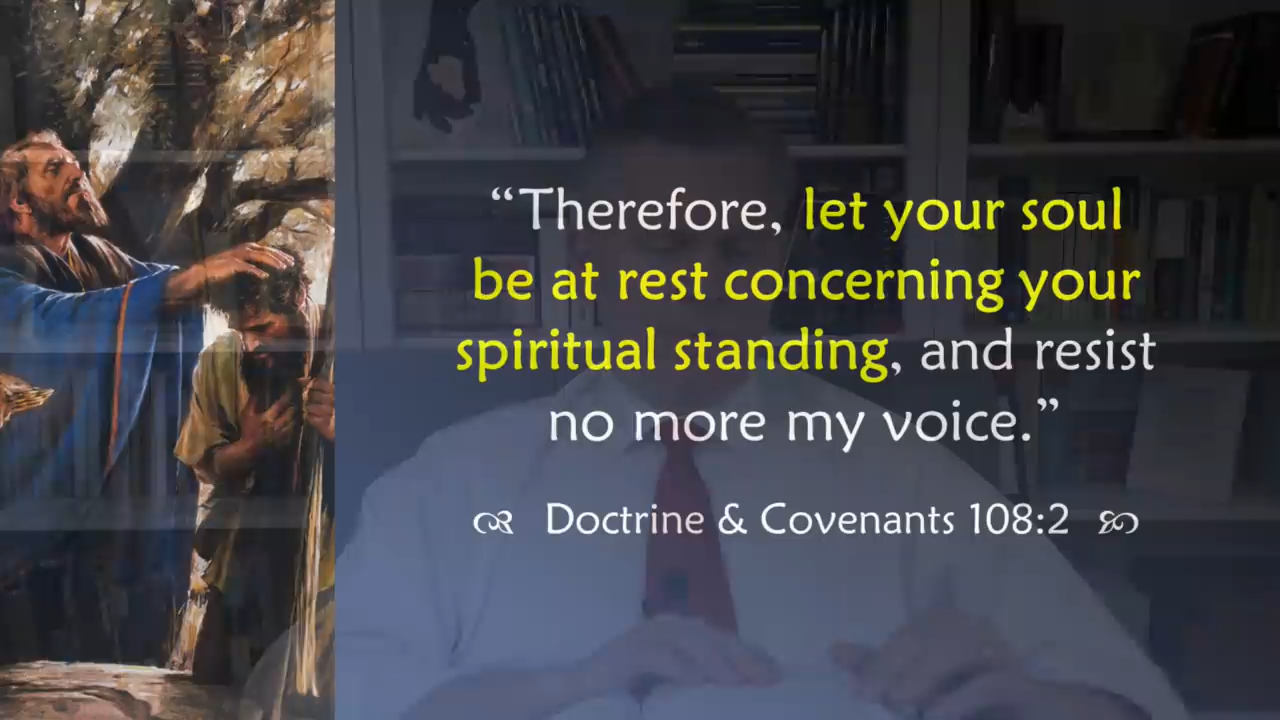 “Therefore, let your soul
be at rest concerning your
spiritual standing, and resist
no more my voice.”
Doctrine & Covenants 108:2